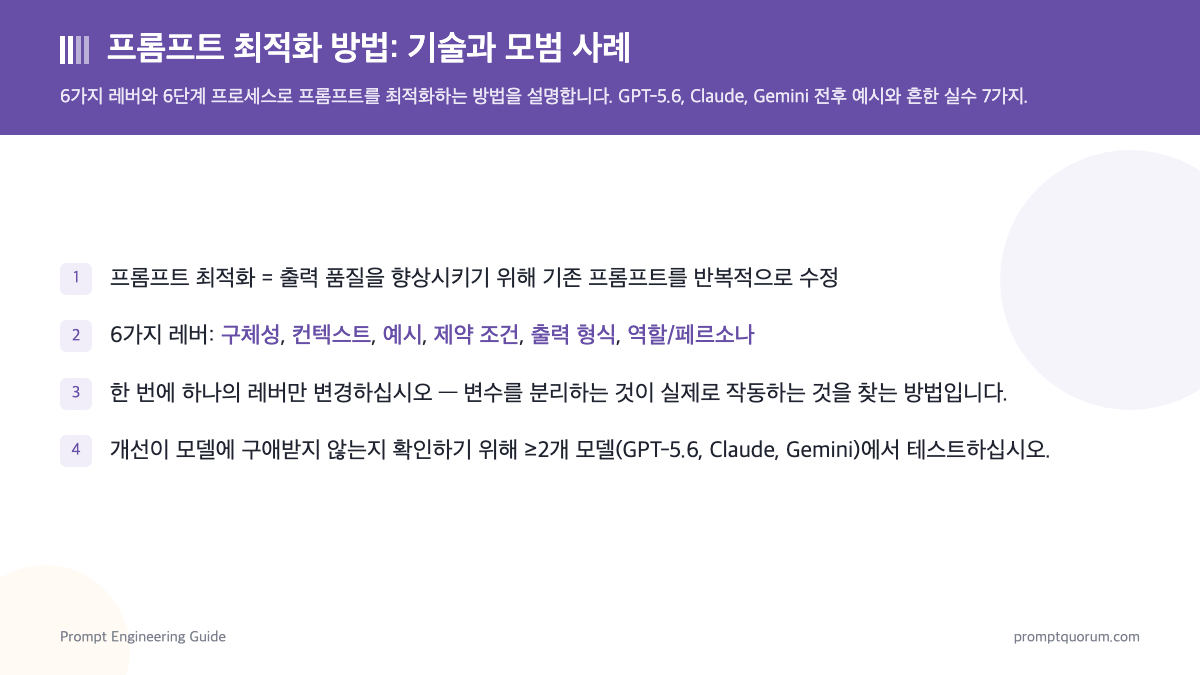 프롬프트 최적화 방법: 기술과 모범 사례
6가지 레버와 6단계 프로세스로 프롬프트를 최적화하는 방법을 설명합니다. GPT-5.6, Claude, Gemini 전후 예시와 흔한 실수 7가지.
1 프롬프트 최적화 = 출력 품질을 향상시키기 위해 기존 프롬프트를 반복적으로 수정
2 6가지 레버: 구체성, 컨텍스트, 예시, 제약 조건, 출력 형식, 역할/페르소나
3 한 번에 하나의 레버만 변경하십시오 — 변수를 분리하는 것이 실제로 작동하는 것을 찾는 방법입니다.
4 개선이 모델에 구애받지 않는지 확인하기 위해 ≥2개 모델(GPT-5.6, Claude, Gemini)에서 테스트하십시오.
Prompt Engineering Guide
promptquorum.com